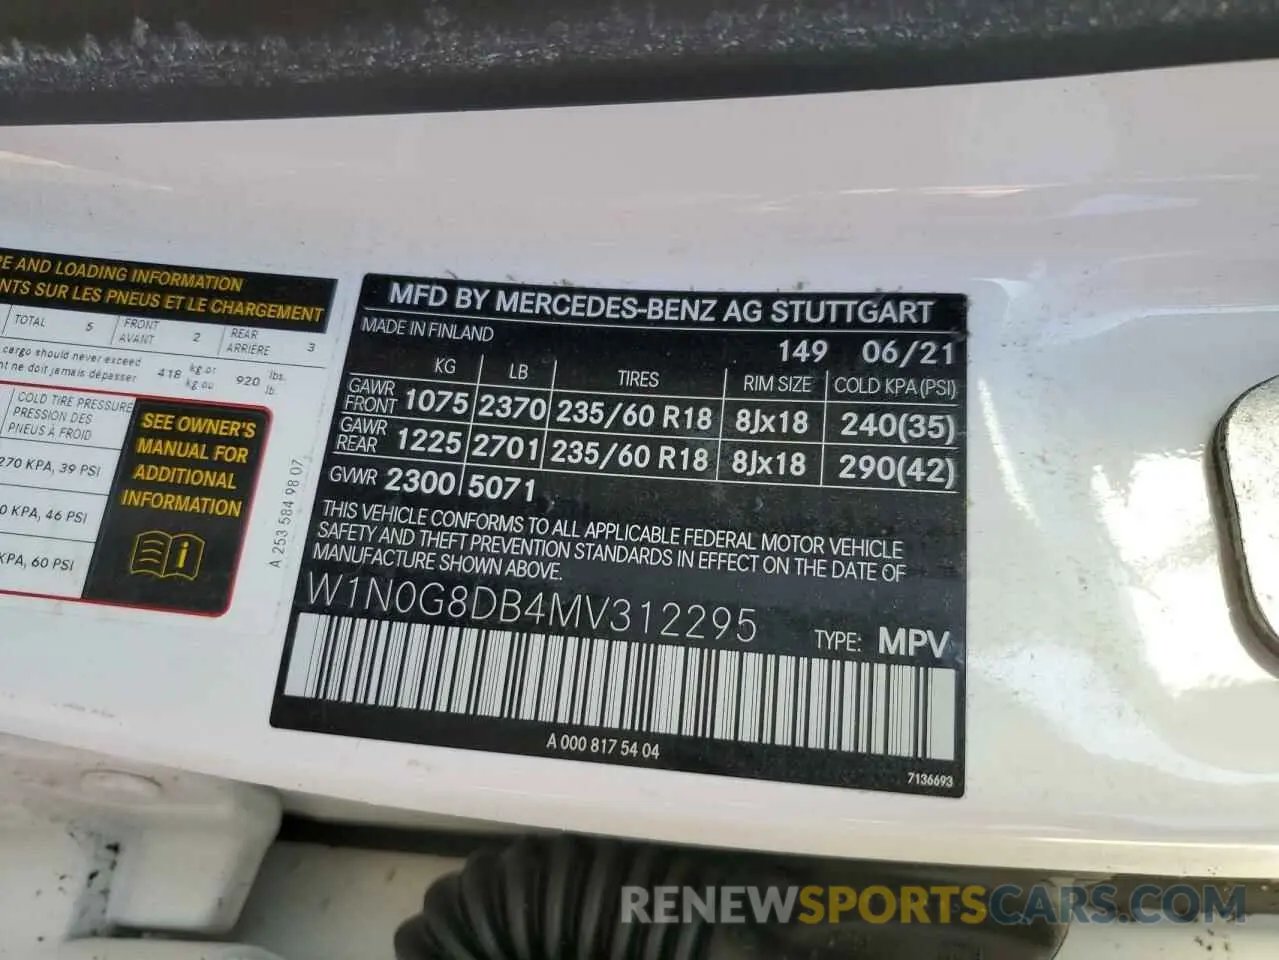 RE AND LOADING INFORMATION
NTS SUR LES PNEUS ET LE CHARGEMENT
TOTAL 5 FRONT AVANT 2 REAR ARRIÈRE 3
cargo should never exceed
nt ne doit jamais dépasser 418 kg or kg ou 920 lbs. lb.
COLD TIRE PRESSURE
PRESSION DES
PNEUS À FROID
270 KPA, 39 PSI
0 KPA, 46 PSI
KPA, 60 PSI
SEE OWNER'S
MANUAL FOR
ADDITIONAL
INFORMATION
A 253 584 98 07
MFD BY MERCEDES-BENZ AG STUTTGART
MADE IN FINLAND
149 06/21
KG LB TIRES RIM SIZE COLD KPA (PSI)
GAWR FRONT 1075 2370 235/60 R18 8Jx18 240(35)
GAWR REAR 1225 2701 235/60 R18 8Jx18 290(42)
GVWR 2300 5071
THIS VEHICLE CONFORMS TO ALL APPLICABLE FEDERAL MOTOR VEHICLE
SAFETY AND THEFT PREVENTION STANDARDS IN EFFECT ON THE DATE OF
MANUFACTURE SHOWN ABOVE.
W1N0G8DB4MV312295
TYPE: MPV
A 000 817 54 04
7136693
RENEWSPORTSCARS.COM